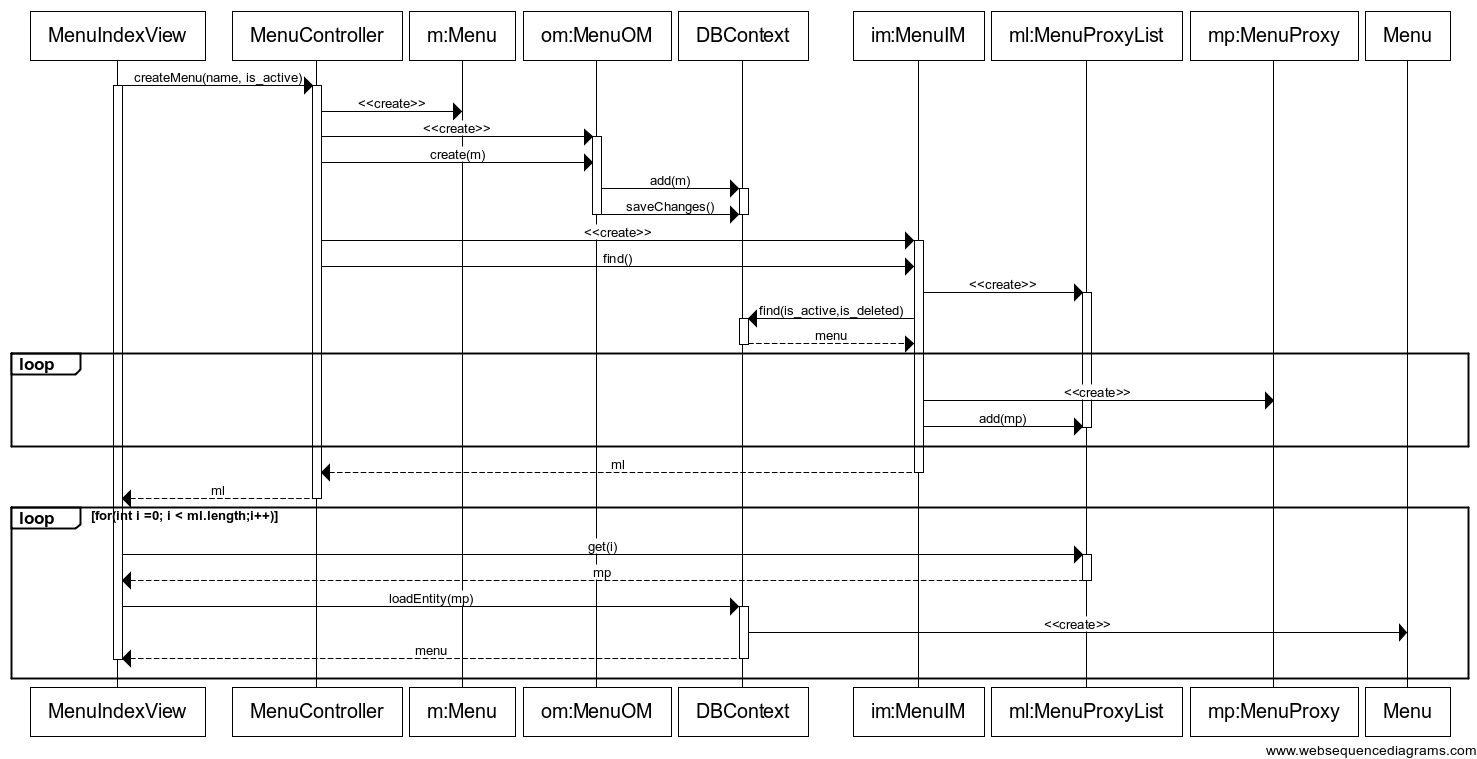 MenuIndexView MenuController m:Menu om:MenuOM DBContext im:MenuIM ml:MenuProxyList mp:MenuProxy Menu
createMenu(name, is_active)
<<create>>
<<create>>
create(m)
add(m)
saveChanges()
<<create>>
find()
<<create>>
find(is_active,is_deleted)
menu
loop
<<create>>
add(mp)
ml
ml
loop [for(int i =0; i < ml.length;i++)]
get(i)
mp
loadEntity(mp)
<<create>>
menu
MenuIndexView MenuController m:Menu om:MenuOM DBContext im:MenuIM ml:MenuProxyList mp:MenuProxy Menu
www.websequencediagrams.com